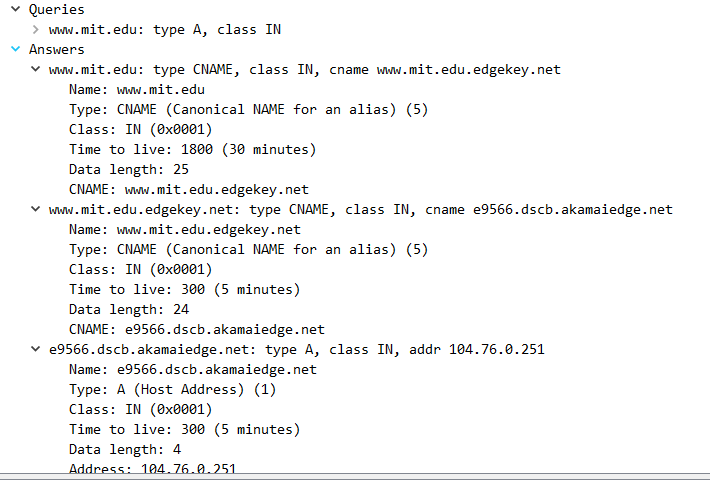 Queries
www.mit.edu: type A, class IN
Answers
www.mit.edu: type CNAME, class IN, cname www.mit.edu.edgekey.net
Name: www.mit.edu
Type: CNAME (Canonical NAME for an alias) (5)
Class: IN (0x0001)
Time to live: 1800 (30 minutes)
Data length: 25
CNAME: www.mit.edu.edgekey.net
www.mit.edu.edgekey.net: type CNAME, class IN, cname e9566.dscb.akamaiedge.net
Name: www.mit.edu.edgekey.net
Type: CNAME (Canonical NAME for an alias) (5)
Class: IN (0x0001)
Time to live: 300 (5 minutes)
Data length: 24
CNAME: e9566.dscb.akamaiedge.net
e9566.dscb.akamaiedge.net: type A, class IN, addr 104.76.0.251
Name: e9566.dscb.akamaiedge.net
Type: A (Host Address) (1)
Class: IN (0x0001)
Time to live: 300 (5 minutes)
Data length: 4
Address: 104.76.0.251